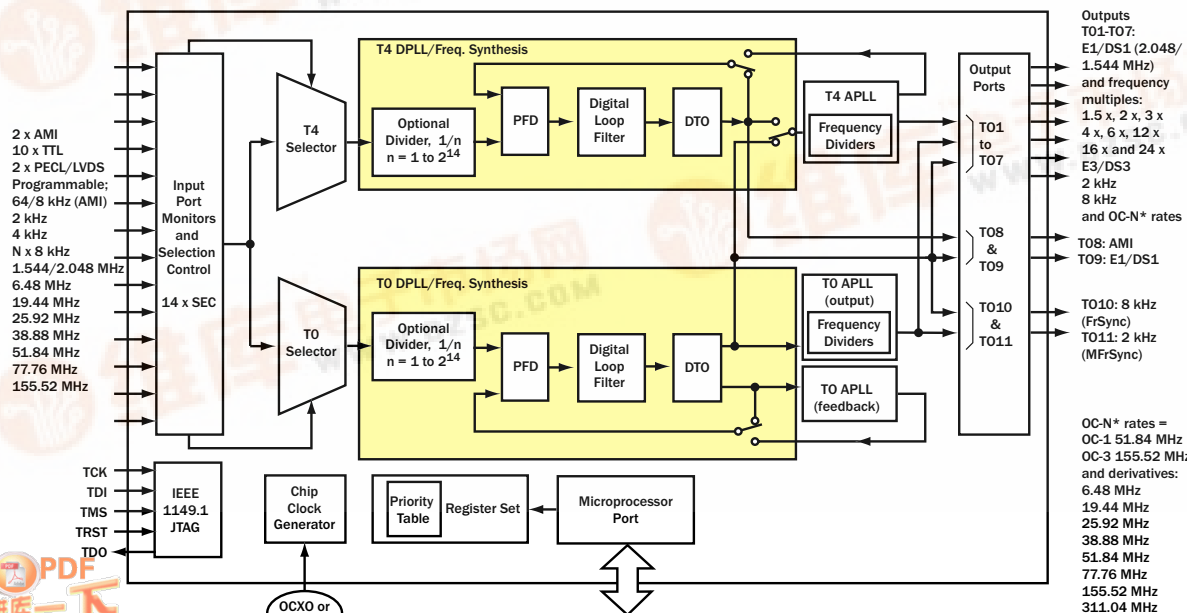 2 x AMI
10 x TTL
2 x PECL/LVDS
Programmable;
64/8 kHz (AMI)
2 kHz
4 kHz
N x 8 kHz
1.544/2.048 MHz
6.48 MHz
19.44 MHz
25.92 MHz
38.88 MHz
51.84 MHz
77.76 MHz
155.52 MHz
Input
Port
Monitors
and
Selection
Control
14 x SEC
T4
Selector
T4 DPLL/Freq. Synthesis
Optional
Divider, 1/n
n = 1 to 2^14
PFD
Digital
Loop
Filter
DTO
T4 APLL
Frequency
Dividers
T0
Selector
T0 DPLL/Freq. Synthesis
Optional
Divider, 1/n
n = 1 to 2^14
PFD
Digital
Loop
Filter
DTO
T0 APLL
(output)
Frequency
Dividers
T0 APLL
(feedback)
Output
Ports
T01
to
T07
T08
&
T09
TO10
&
TO11
Outputs
T01-T07:
E1/DS1 (2.048/
1.544 MHz)
and frequency
multiples:
1.5 x, 2 x, 3 x
4 x, 6 x, 12 x
16 x and 24 x
E3/DS3
2 kHz
8 kHz
and OC-N* rates
T08: AMI
T09: E1/DS1
TO10: 8 kHz
(FrSync)
TO11: 2 kHz
(MFrSync)
OC-N* rates =
OC-1 51.84 MHz
OC-3 155.52 MHz
and derivatives:
6.48 MHz
19.44 MHz
25.92 MHz
38.88 MHz
51.84 MHz
77.76 MHz
155.52 MHz
311.04 MHz
TCK
TDI
TMS
TRST
TDO
IEEE
1149.1
JTAG
Chip
Clock
Generator
OCXO or
Priority
Table
Register Set
Microprocessor
Port
PDF